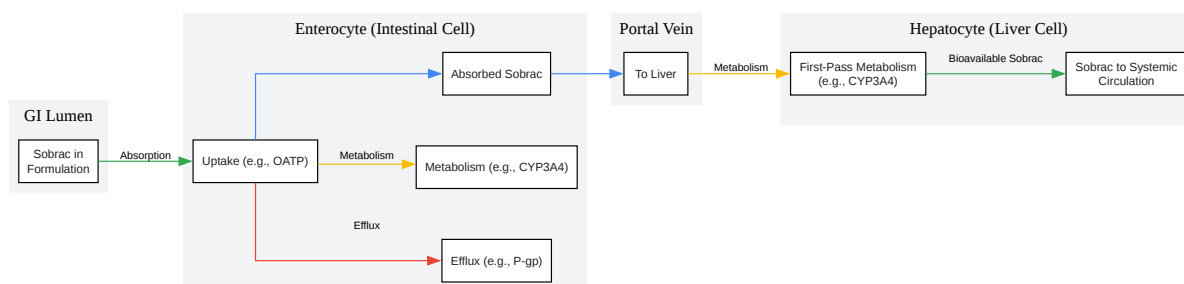 GI Lumen
Sobrac in
Formulation
Absorption
Enterocyte (Intestinal Cell)
Uptake (e.g., OATP)
Absorbed Sobrac
Metabolism
Metabolism (e.g., CYP3A4)
Efflux
Efflux (e.g., P-gp)
Portal Vein
To Liver
Metabolism
Hepatocyte (Liver Cell)
First-Pass Metabolism
(e.g., CYP3A4)
Bioavailable Sobrac
Sobrac to Systemic
Circulation